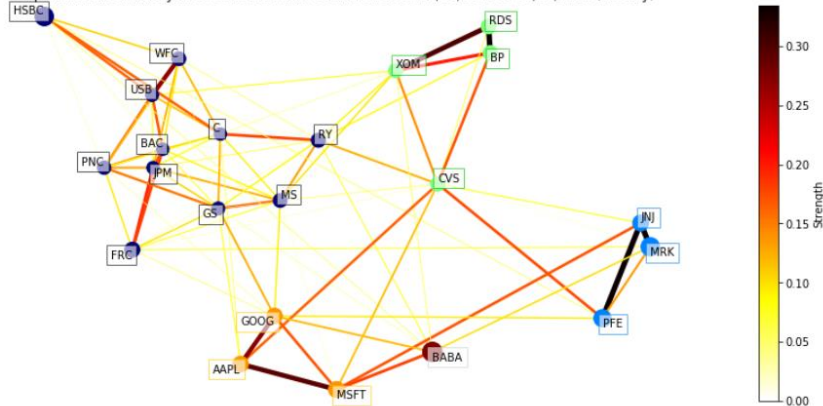 HSBC
RDS
WFC
BP
XOM
USB
C
RY
BAC
PNC
JPM
CVS
MS
GS
JNJ
FRC
MRK
GOOG
PFE
BABA
AAPL
MSFT
0.30
0.25
0.20
0.15
0.10
0.05
0.00
Strength